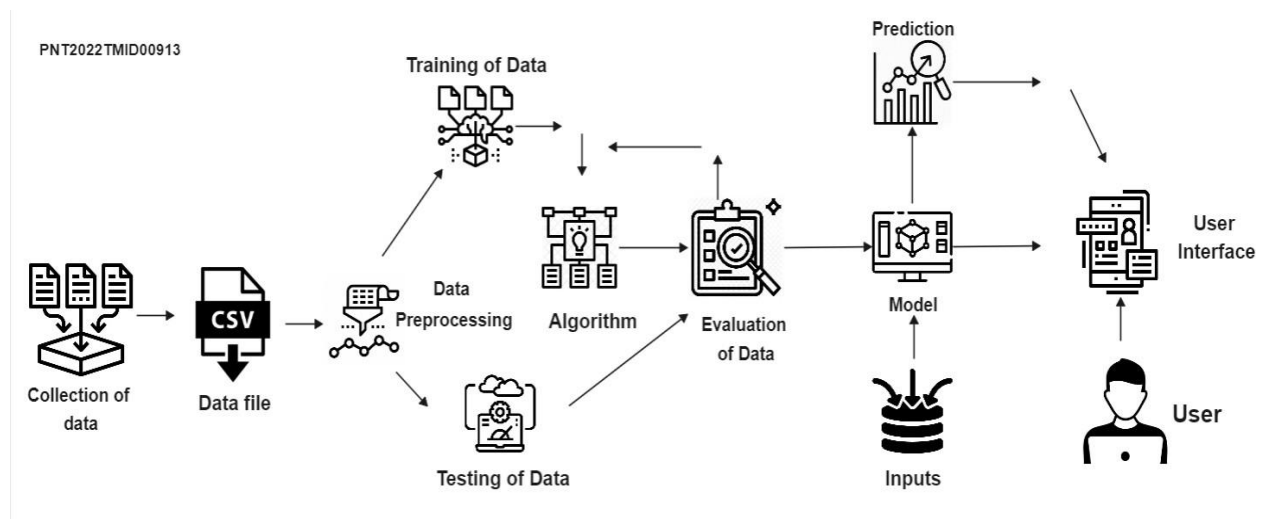 PNT2022TMID00913
Prediction
Training of Data
User
Interface
Data
Preprocessing
CSV
Algorithm
Evaluation
of Data
Model
Collection of
data
Data file
User
Testing of Data
Inputs